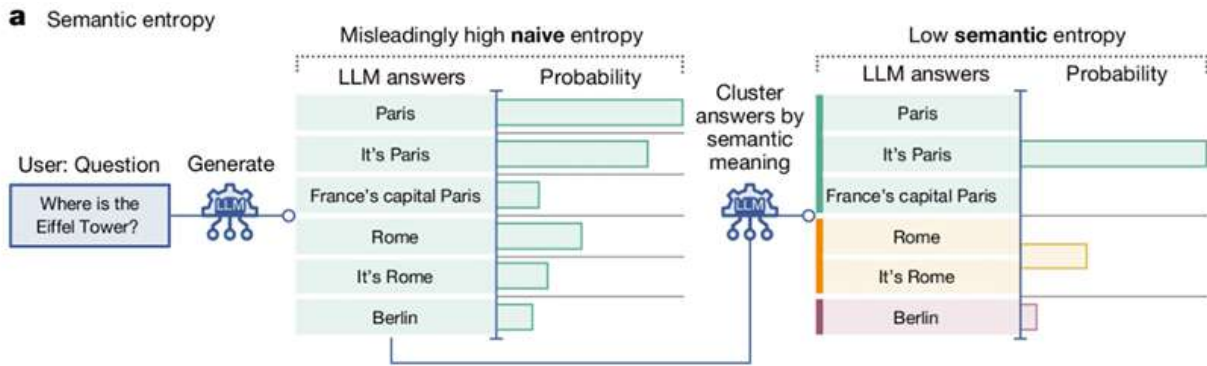 a Semantic entropy
Misleadingly high naive entropy
LLM answers Probability
Paris
It's Paris
France's capital Paris
Rome
It's Rome
Berlin
User: Question
Where is the
Eiffel Tower?
Generate
LLM
Cluster
answers by
semantic
meaning
LLM
Low semantic entropy
LLM answers Probability
Paris
It's Paris
France's capital Paris
Rome
It's Rome
Berlin